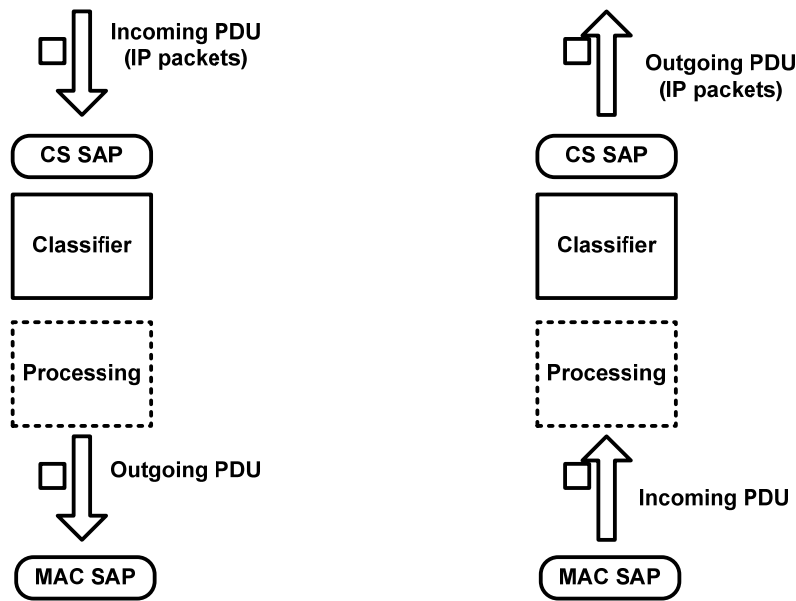 Incoming PDU
(IP packets)
CS SAP
Classifier
Processing
Outgoing PDU
MAC SAP
Outgoing PDU
(IP packets)
CS SAP
Classifier
Processing
Incoming PDU
MAC SAP